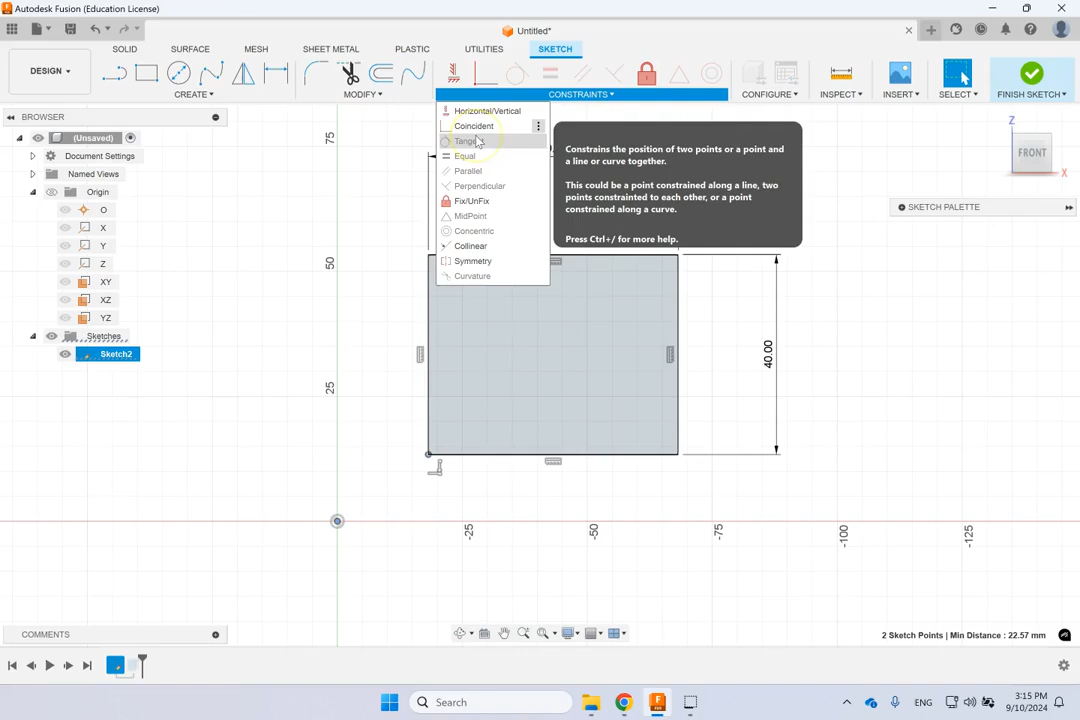 Autodesk Fusion (Education License)
Untitled*
SOLID SURFACE MESH SHEET METAL PLASTIC UTILITIES SKETCH
DESIGN
CREATE MODIFY CONSTRAINTS CONFIGURE INSPECT INSERT SELECT FINISH SKETCH
BROWSER
(Unsaved)
Document Settings
Named Views
Origin
O
X
Y
Z
XY
XZ
YZ
Sketches
Sketch2
Horizontal/Vertical
Coincident
Equal
Parallel
Perpendicular
Fix/UnFix
MidPoint
Concentric
Collinear
Symmetry
Curvature
Constrains the position of two points or a point and
a line or curve together.
This could be a point constrained along a line, two
points constrainted to each other, or a point
constrained along a curve.
Press Ctrl+/ for more help.
Z
FRONT
X
SKETCH PALETTE
75
50
25
40.00
-25
-50
-75
-100
-125
COMMENTS
2 Sketch Points | Min Distance : 22.57 mm
Search
ENG
3:15 PM
9/10/2024